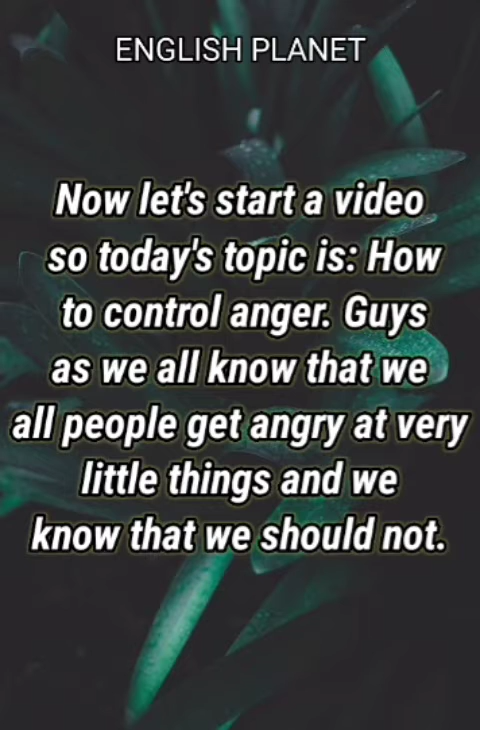 ENGLISH PLANET
Now let's start a video
so today's topic is: How
to control anger. Guys
as we all know that we
all people get angry at very
little things and we
know that we should not.